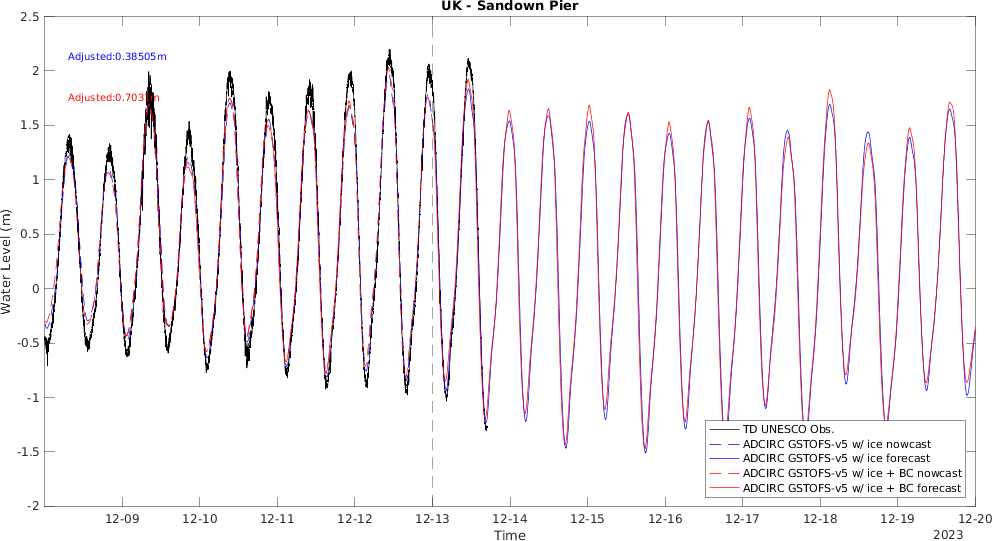 UK - Sandown Pier
2.5
2
1.5
1
0.5
0
-0.5
-1
-1.5
-2
Water Level (m)
Adjusted:0.38505m
TD UNESCO Obs.
ADCIRC GSTOFS-v5 w/ ice nowcast
ADCIRC GSTOFS-v5 w/ ice forecast
ADCIRC GSTOFS-v5 w/ ice + BC nowcast
ADCIRC GSTOFS-v5 w/ ice + BC forecast
12-09 12-10 12-11 12-12 12-13 12-14 12-15 12-16 12-17 12-18 12-19 12-20
Time
2023